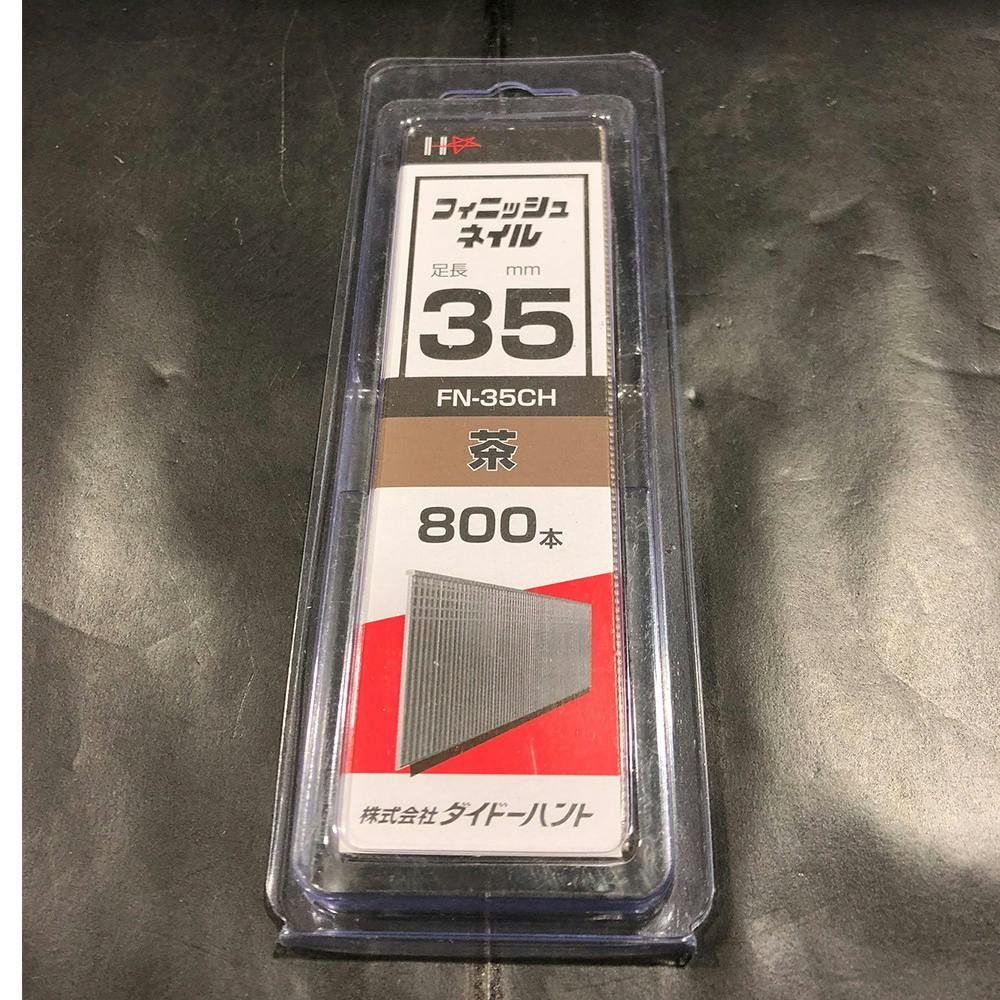 H
フィニッシュ
ネイル
足長 mm
35
FN-35CH
茶
800本
株式会社 ダイドーハント